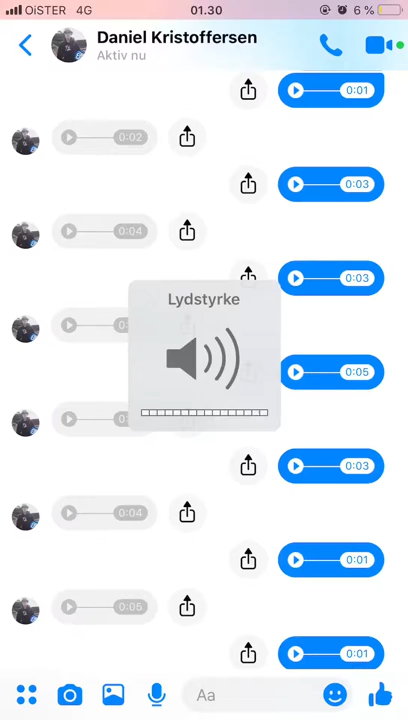 OiSTER 4G 01.30 6 %
Daniel Kristoffersen
Aktiv nu
0:01
0:02
0:03
0:04
0:03
Lydstyrke
0:05
0:03
0:04
0:01
0:05
0:01
Aa